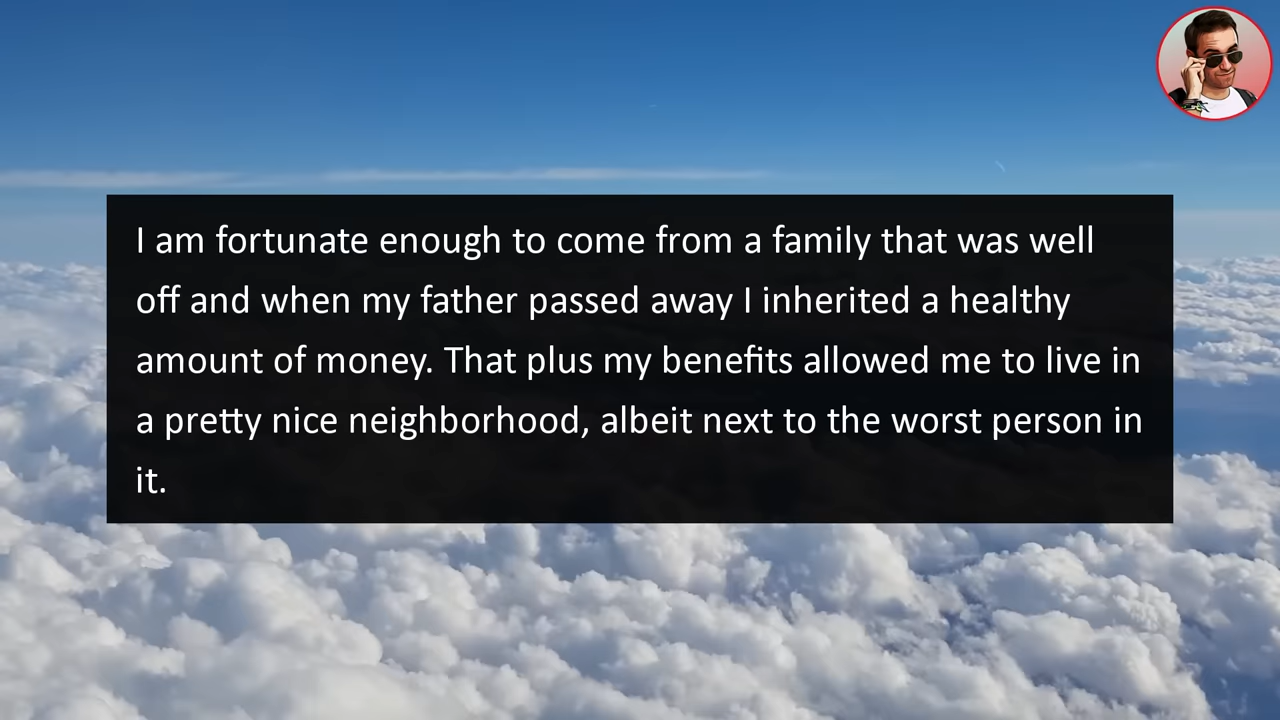 I am fortunate enough to come from a family that was well
off and when my father passed away I inherited a healthy
amount of money. That plus my benefits allowed me to live in
a pretty nice neighborhood, albeit next to the worst person in
it.